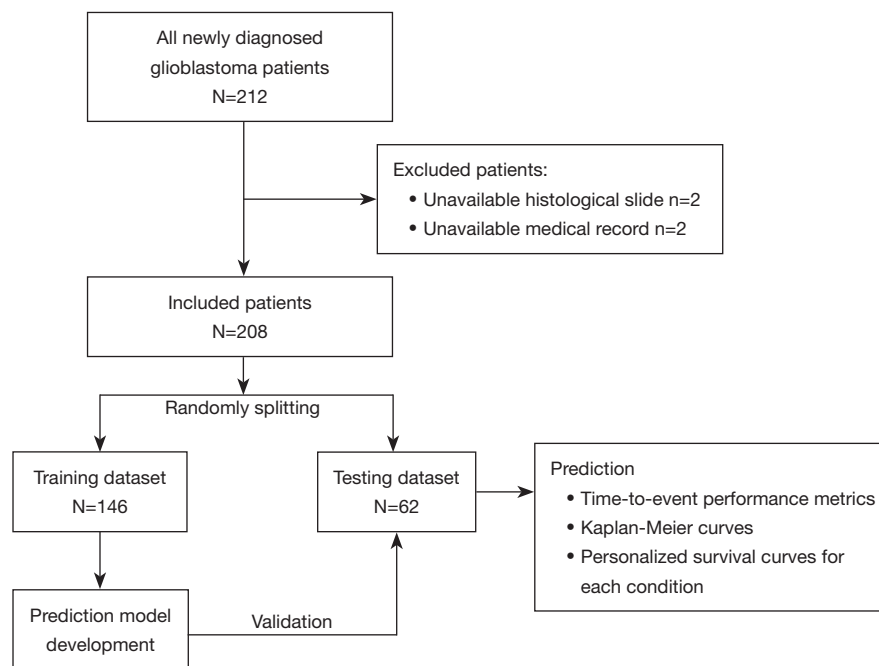 All newly diagnosed
glioblastoma patients
N=212
Excluded patients:
• Unavailable histological slide n=2
• Unavailable medical record n=2
Included patients
N=208
Randomly splitting
Training dataset
N=146
Testing dataset
N=62
Prediction
• Time-to-event performance metrics
• Kaplan-Meier curves
• Personalized survival curves for
each condition
Prediction model
development
Validation